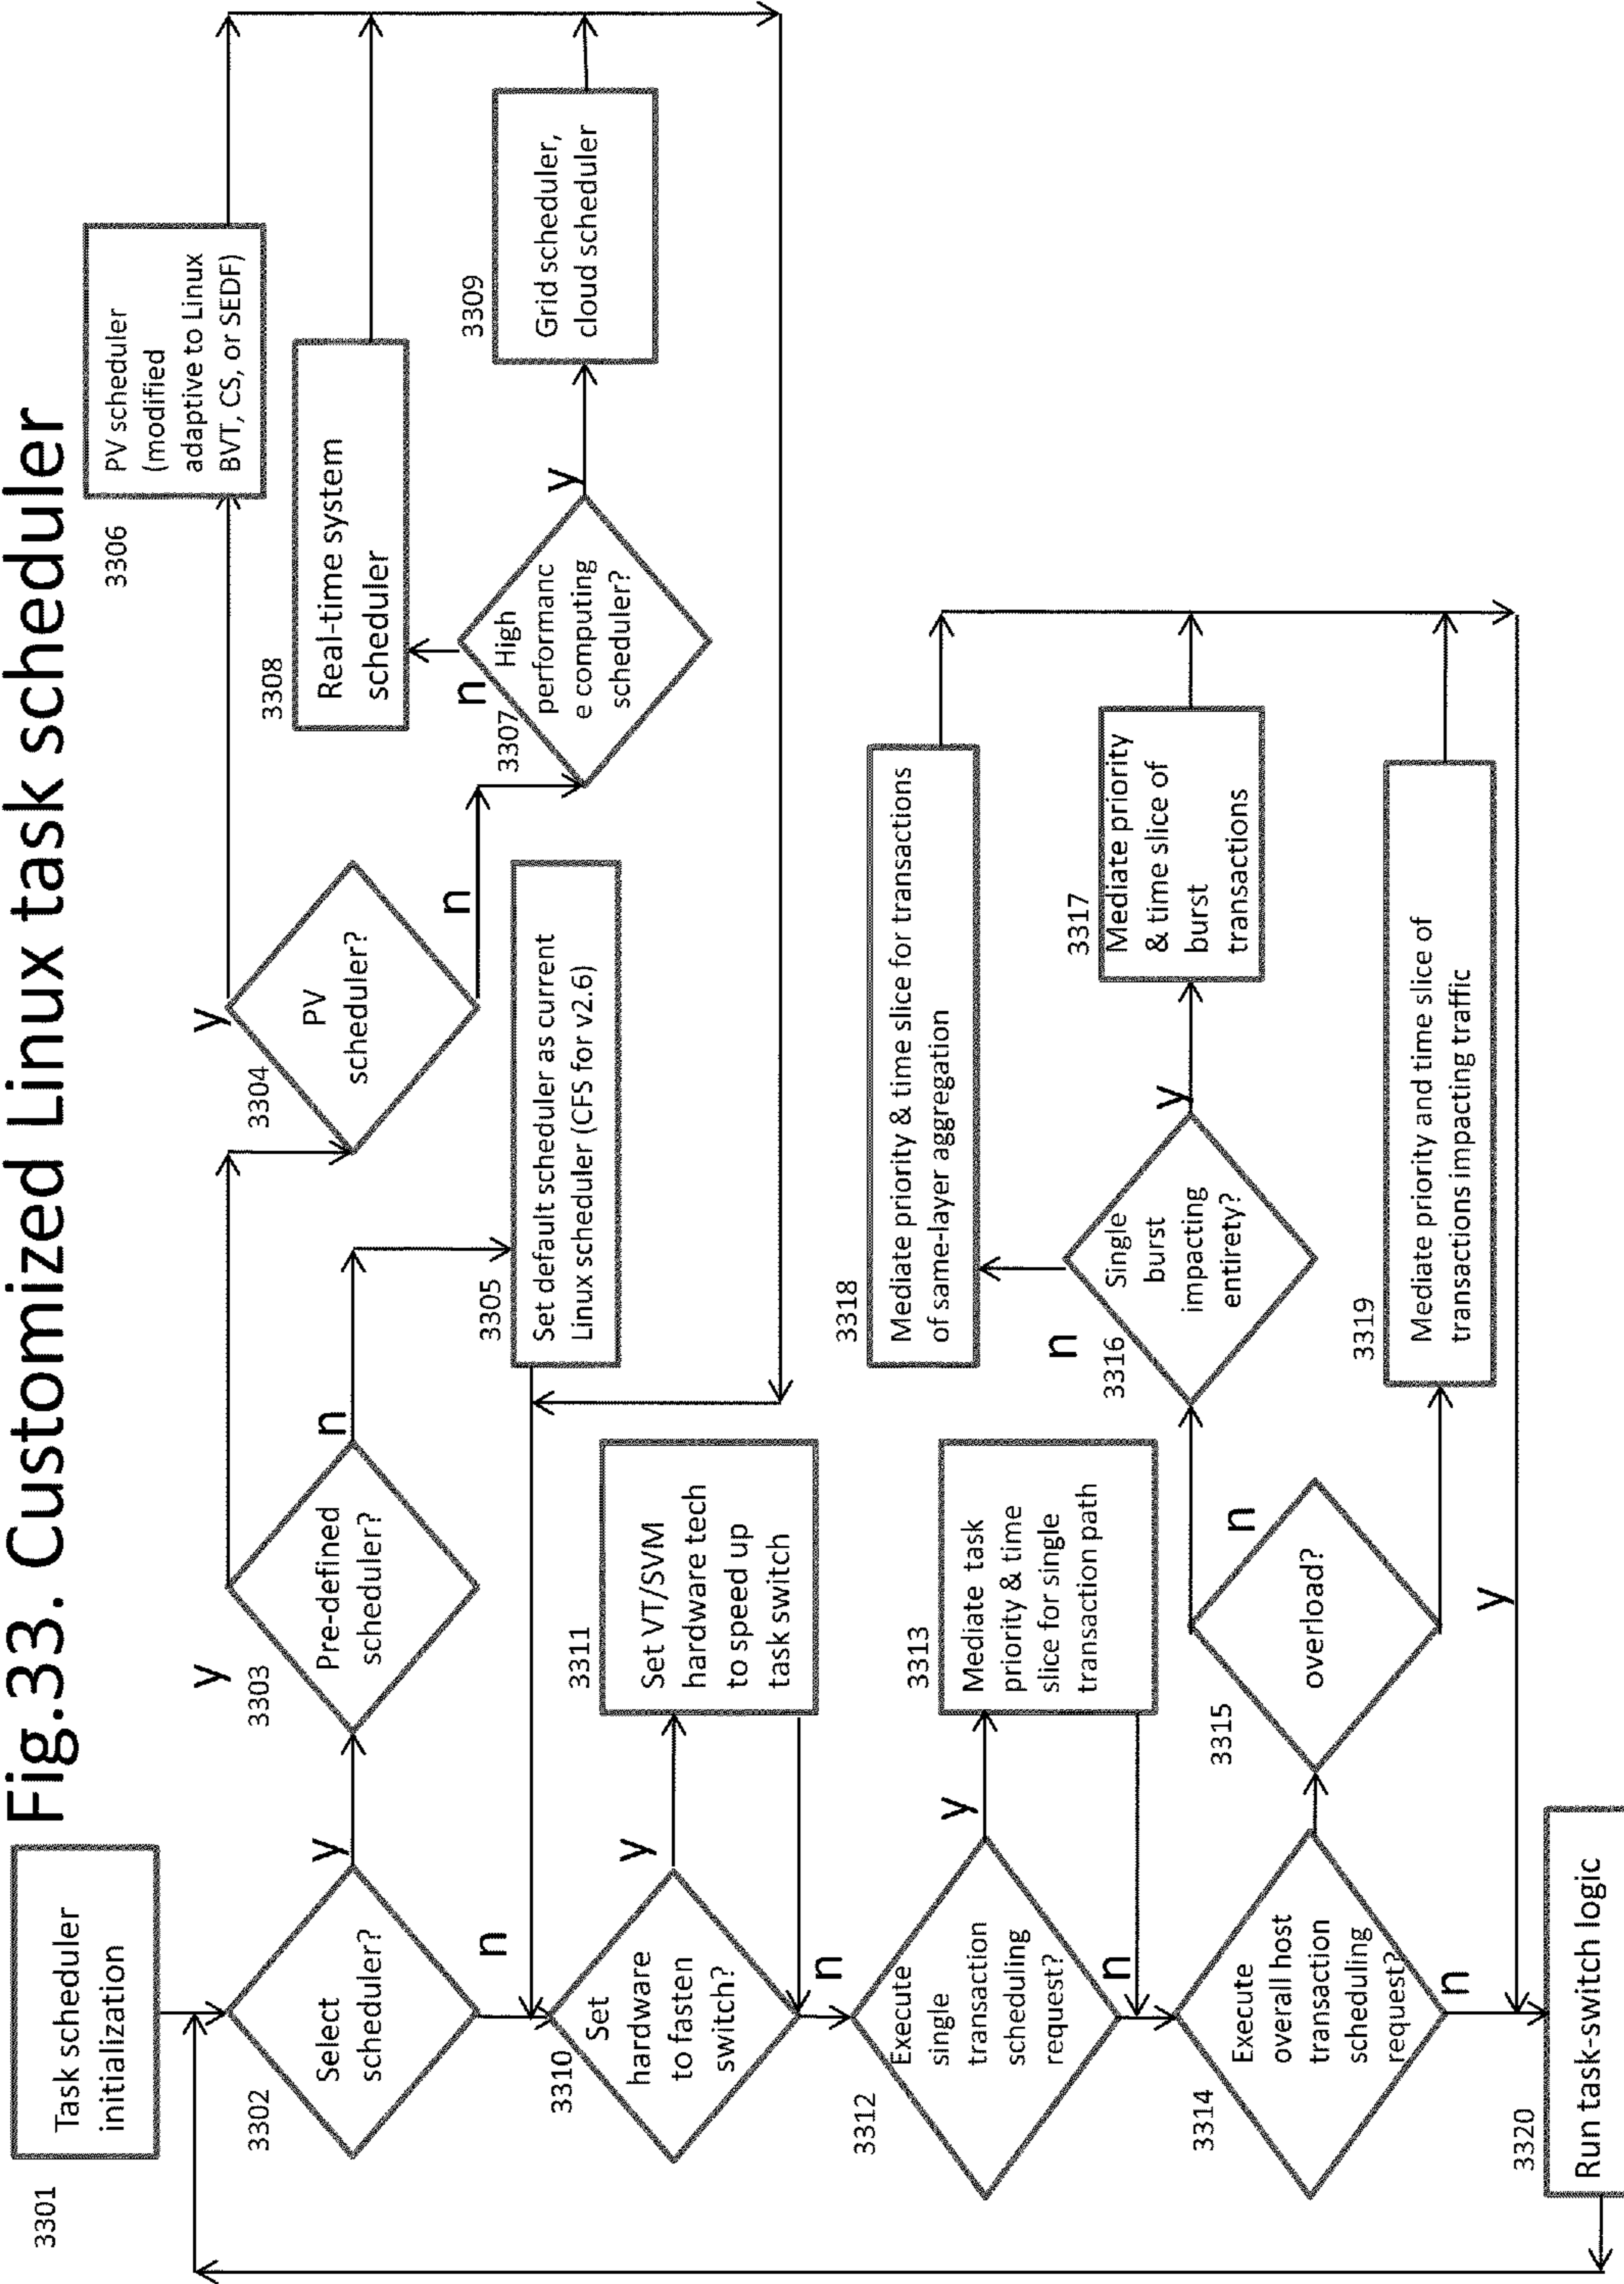 Fig.33. Customized Linux task scheduler
3301
Task scheduler
initialization
3302
Select
scheduler?
y
n
3303
Pre-defined
scheduler?
y
n
3304
PV
scheduler?
y
n
3305
Set default scheduler as current
Linux scheduler (CFS for v2.6)
3306
PV scheduler
(modified
adaptive to Linux
BVT, CS, or SEDF)
3307
High
performanc
e computing
scheduler?
n
y
3308
Real-time system
scheduler
3309
Grid scheduler,
cloud scheduler
3310
Set
hardware
to fasten
switch?
y
n
3311
Set VT/SVM
hardware tech
to speed up
task switch
3312
Execute
single
transaction
scheduling
request?
y
n
3313
Mediate task
priority & time
slice for single
transaction path
3314
Execute
overall host
transaction
scheduling
request?
n
3315
overload?
n
y
3316
Single
burst
impacting
entirety?
n
y
3317
Mediate priority
& time slice of
burst
transactions
3318
Mediate priority & time slice for transactions
of same-layer aggregation
3319
Mediate priority and time slice of
transactions impacting traffic
3320
Run task-switch logic